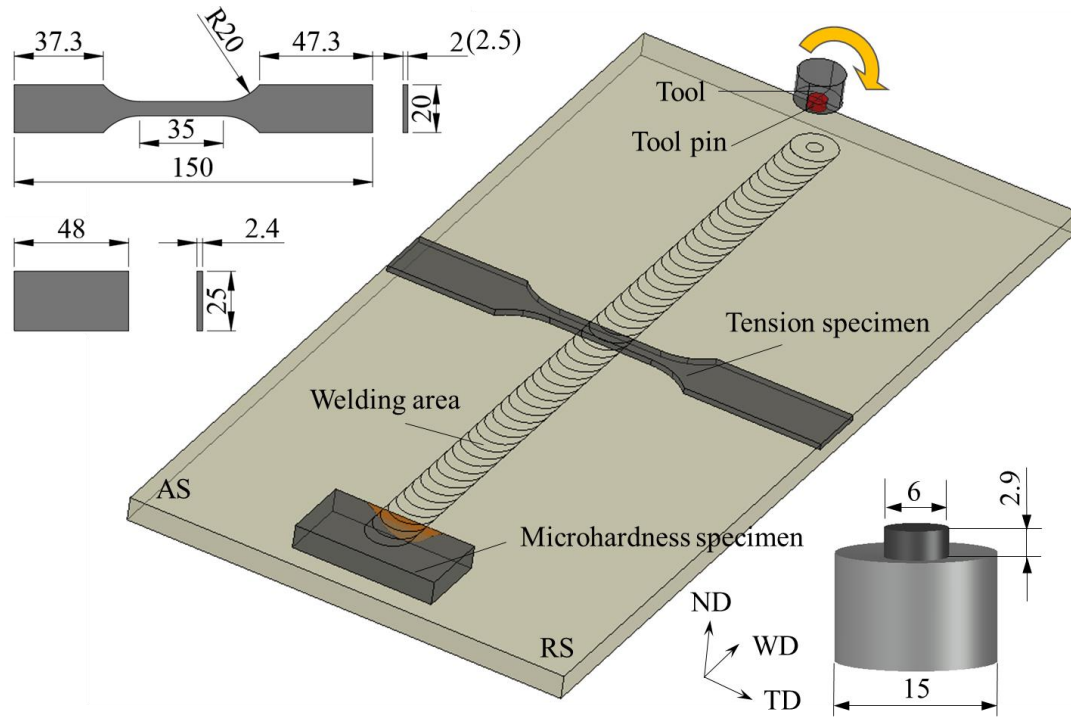 37.3
R20
47.3
2(2.5)
20
35
150
48
2.4
25
Tool
Tool pin
Tension specimen
Welding area
AS
Microhardness specimen
RS
ND
WD
TD
6
2.9
15